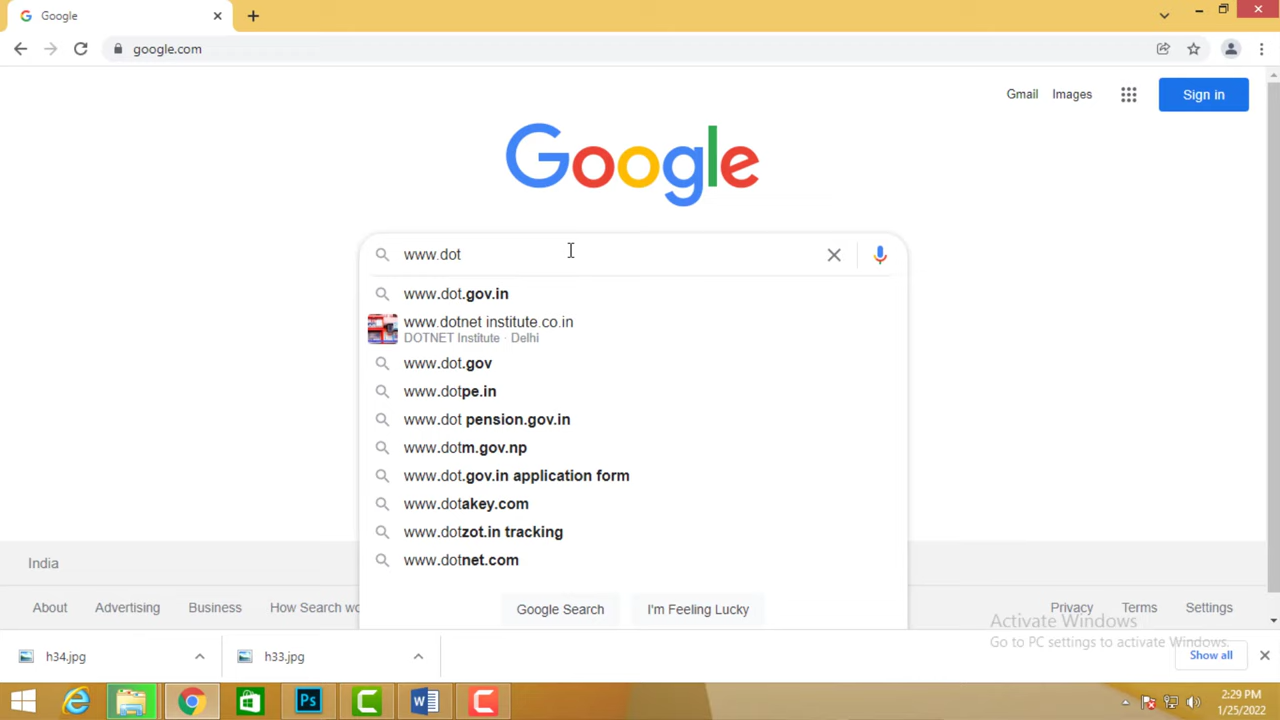 Google
google.com
Gmail Images Sign in
Google
www.dot
www.dot.gov.in
www.dotnet institute.co.in
DOTNET Institute · Delhi
www.dot.gov
www.dotpe.in
www.dot pension.gov.in
www.dotm.gov.np
www.dot.gov.in application form
www.dotakey.com
www.dotzot.in tracking
www.dotnet.com
Google Search I'm Feeling Lucky
India
About Advertising Business How Search wo Privacy Terms Settings
Activate Windows
Go to PC settings to activate Windows.
h34.jpg h33.jpg Show all
Ps
2:29 PM
1/25/2022